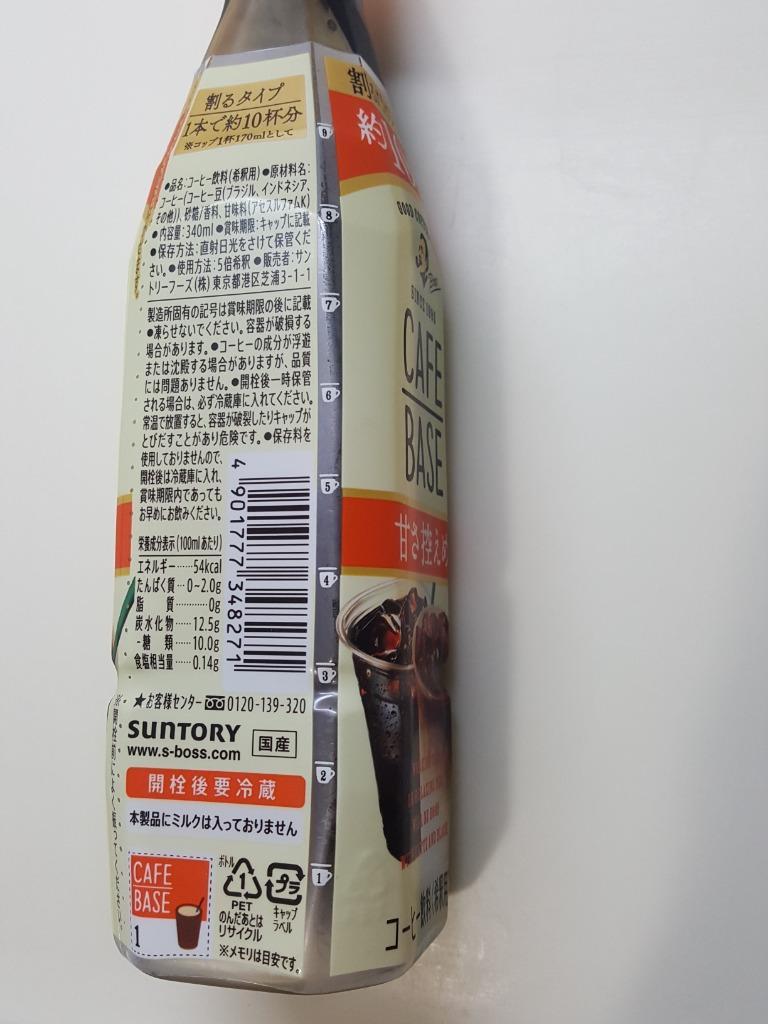 割るタイプ
1本で約10杯分
※コップ1杯170mlとして
●品名:コーヒー飲料(希釈用)●原材料名:
コーヒー(コーヒー豆(ブラジル、インドネシア、
その他))、砂糖/香料、甘味料(アセスルファムK)
●内容量:340ml●賞味期限:キャップに記載
●保存方法:直射日光をさけて保管くだ
さい。●使用方法:5倍希釈●販売者:サン
トリーフーズ(株)東京都港区芝浦3-1-1
製造所固有の記号は賞味期限の後に記載
●凍らせないでください。容器が破損する
場合があります。●コーヒーの成分が浮遊
または沈殿する場合がありますが、品質
には問題ありません。●開栓後一時保管
される場合は、必ず冷蔵庫に入れてください。
常温で放置すると、容器が破裂したりキャップが
とびだすことがあり危険です。●保存料を
使用しておりませんので、
開栓後は冷蔵庫に入れ、
賞味期限内であっても
お早めにお飲みください。
4 901777 348271
栄養成分表示(100mlあたり)
エネルギー……54kcal
たんぱく質…0~2.0g
脂質…………0g
炭水化物……12.5g
-糖類………10.0g
食塩相当量……0.14g
★お客様センター 0120-139-320
SUNTORY
www.s-boss.com
国産
開栓後要冷蔵
本製品にミルクは入っておりません
CAFE
BASE
1
ボトル
1
PET
のんだあとは
リサイクル
プラ
キャップ
ラベル
※メモリは目安です。
9
8
7
6
5
4
3
2
1
割
約1
GOOD
SINCE 1992
CAFE
BASE
甘さ控えめ
コーヒー飲料(希釈用